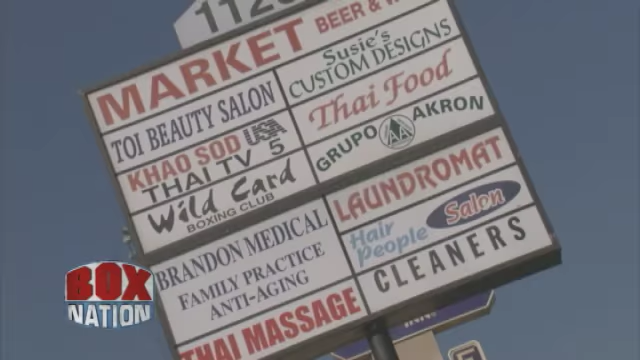 MARKET
BEER &
TOI BEAUTY SALON
KHAO SOD USA
THAI TV 5
Wild Card
BOXING CLUB
Susie's
CUSTOM DESIGNS
Thai Food
GRUPO AKRON
BRANDON MEDICAL
FAMILY PRACTICE
ANTI-AGING
THAI MASSAGE
LAUNDROMAT
Hair
People
Salon
CLEANERS
INN
BOX
NATION